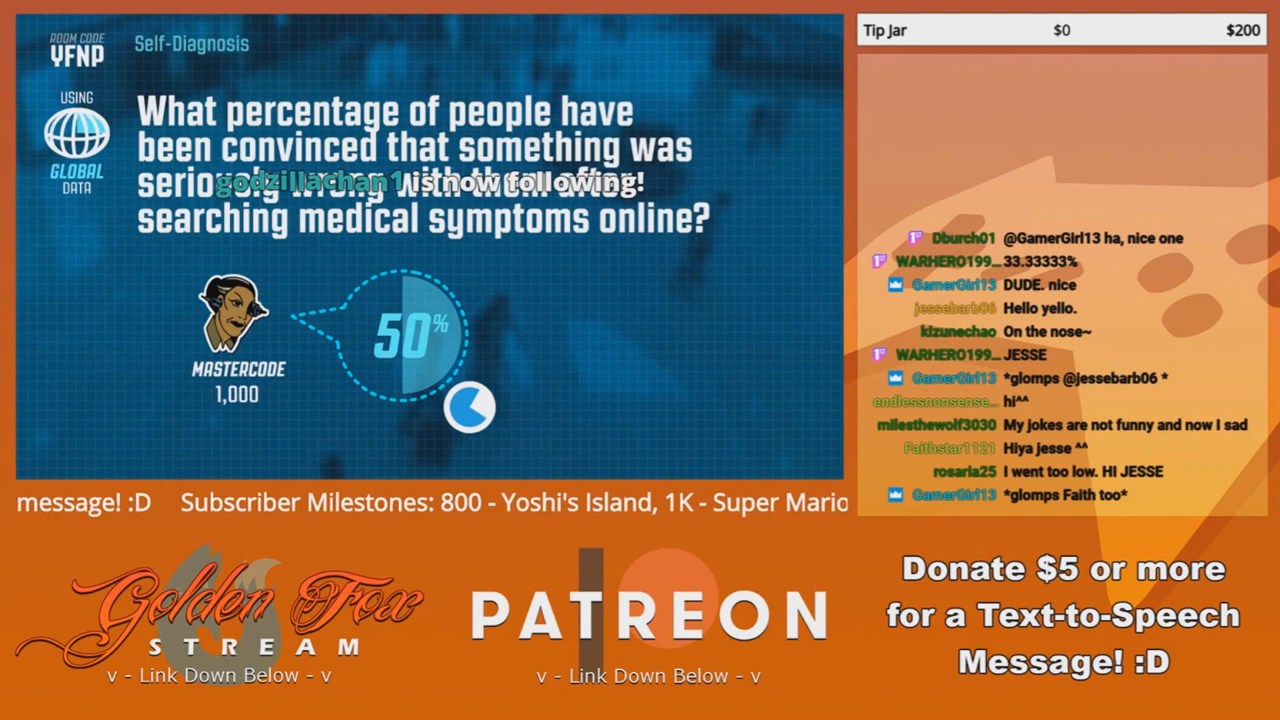 ROOM CODE
YFNP
Self-Diagnosis
USING
GLOBAL
DATA
What percentage of people have
been convinced that something was
seriously wrong with them after
godzillachan1 is now following!
searching medical symptoms online?
50%
MASTERCODE
1,000
message! :D Subscriber Milestones: 800 - Yoshi's Island, 1K - Super Mario
Tip Jar $0 $200
Dburch01 @GamerGirl13 ha, nice one
WARHERO199... 33.33333%
GamerGirl13 DUDE. nice
jessebarb06 Hello yello.
kizunechao On the nose~
WARHERO199... JESSE
GamerGirl13 *glomps @jessebarb06 *
endlessnonsense... hi^^
milesthewolf3030 My jokes are not funny and now I sad
Faithstar1121 Hiya jesse ^^
rosaria25 I went too low. HI JESSE
GamerGirl13 *glomps Faith too*
Golden Fox
STREAM
v - Link Down Below - v
PATREON
v - Link Down Below - v
Donate $5 or more
for a Text-to-Speech
Message! :D